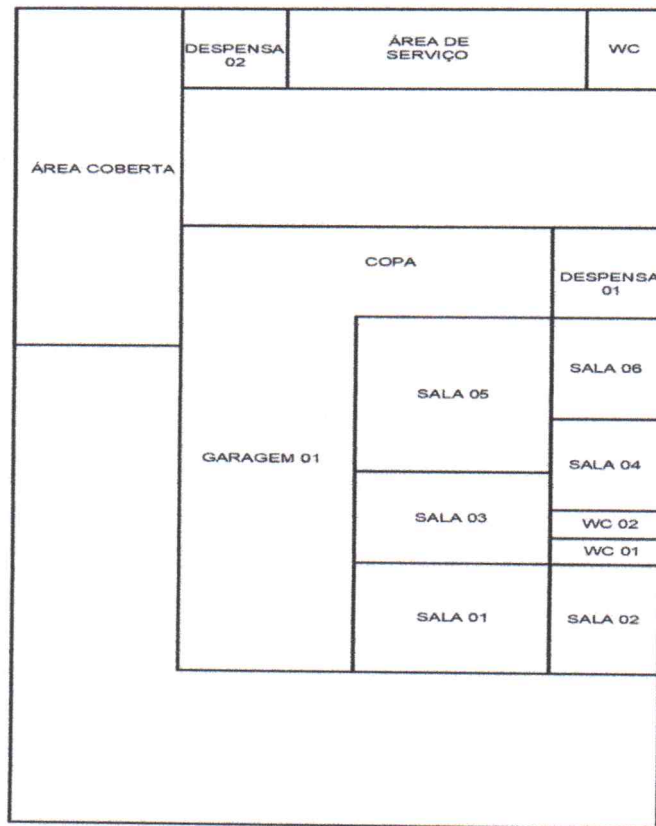 DESPENSA
02
ÁREA DE
SERVIÇO
WC
ÁREA COBERTA
COPA
DESPENSA
01
SALA 06
SALA 05
GARAGEM 01
SALA 04
SALA 03
WC 02
WC 01
SALA 01
SALA 02